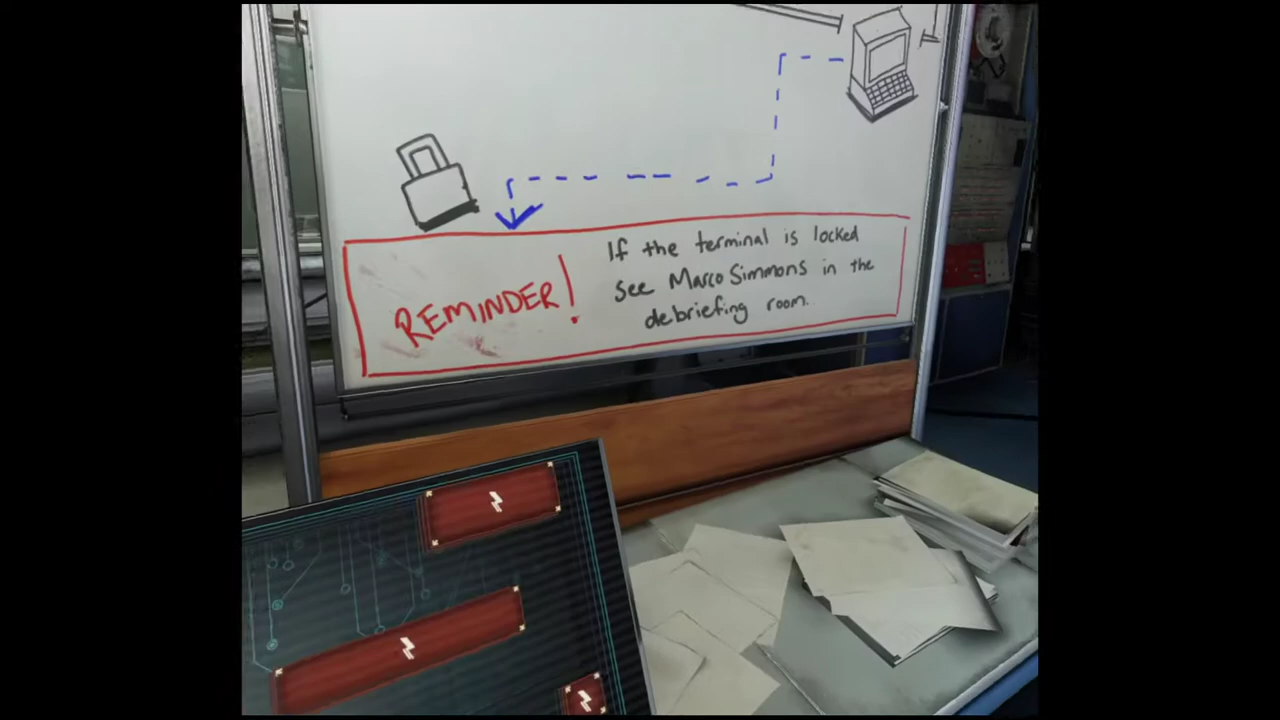 REMINDER!
If the terminal is locked
see Marco Simmons in the
debriefing room.